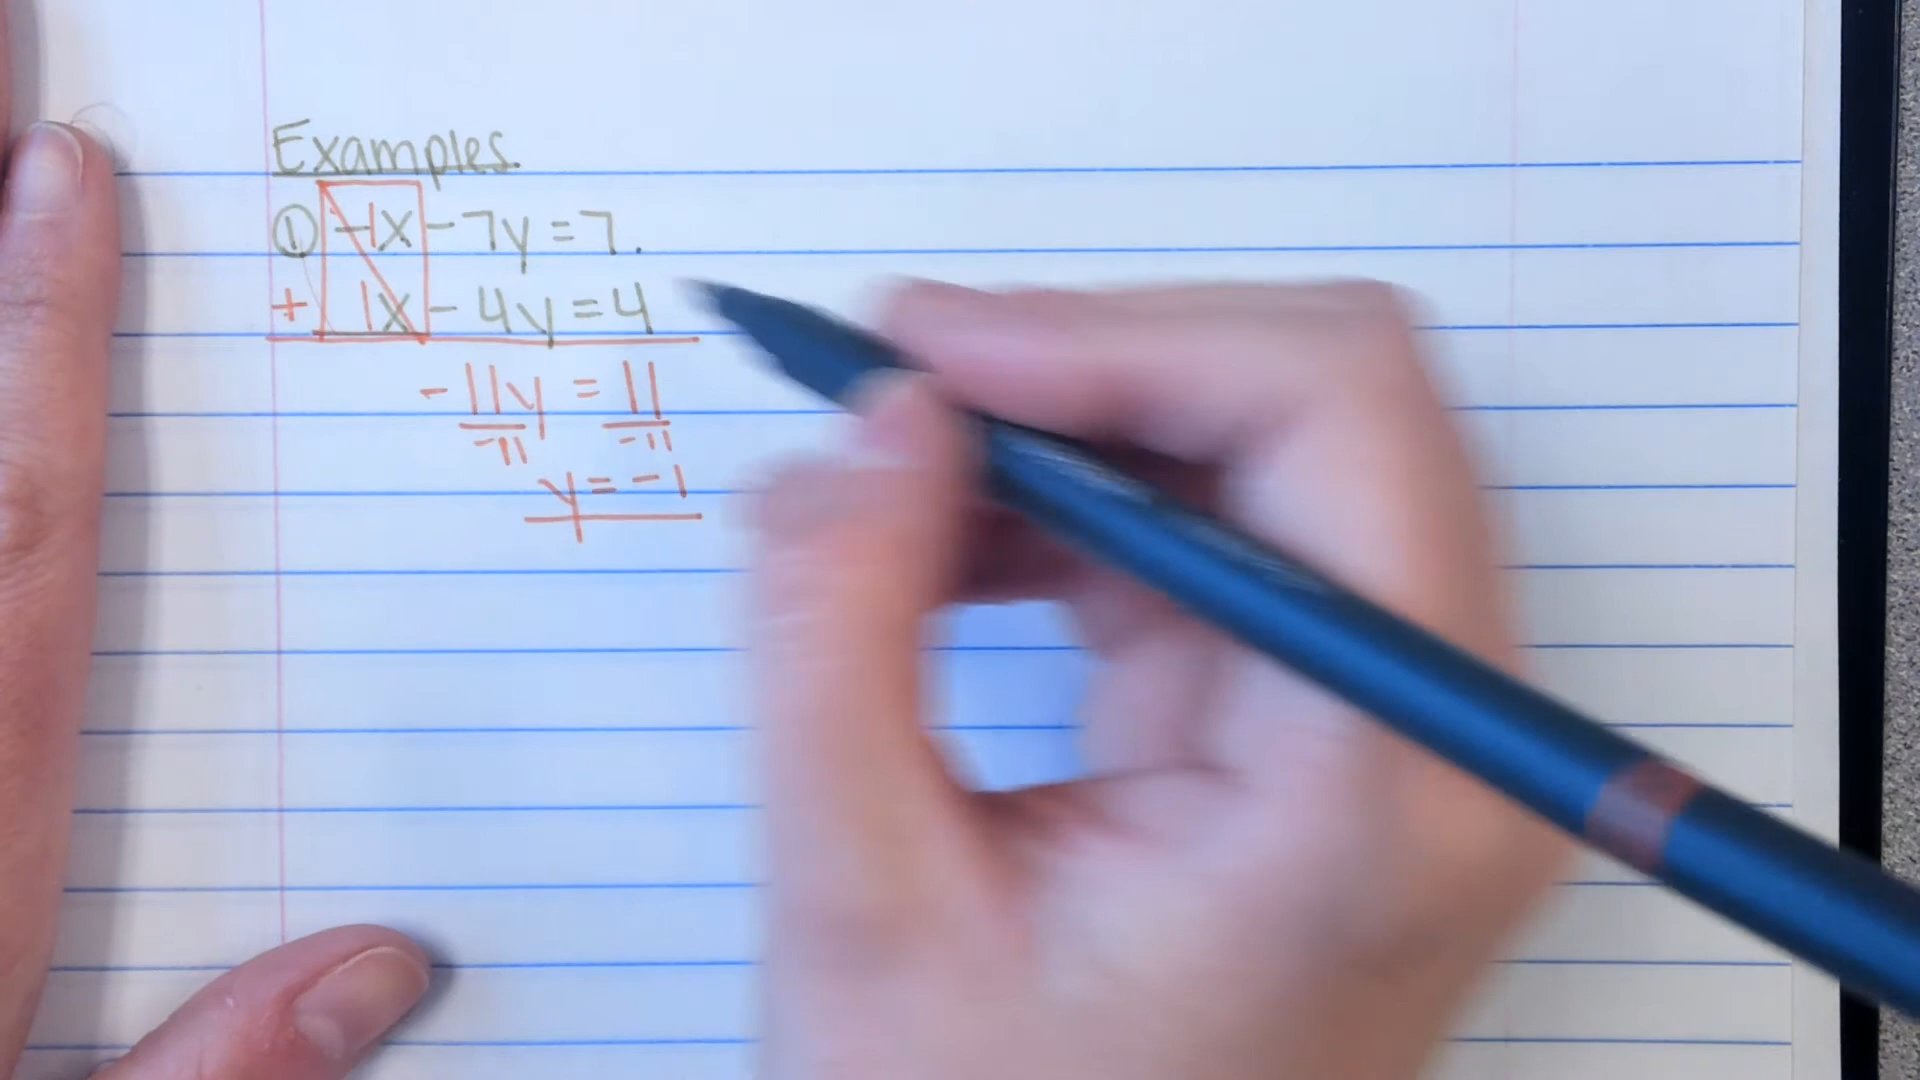 Examples
① -1x - 7y = 7.
+ 1x - 4y = 4
-11y = 11
-11 -11
y = -1